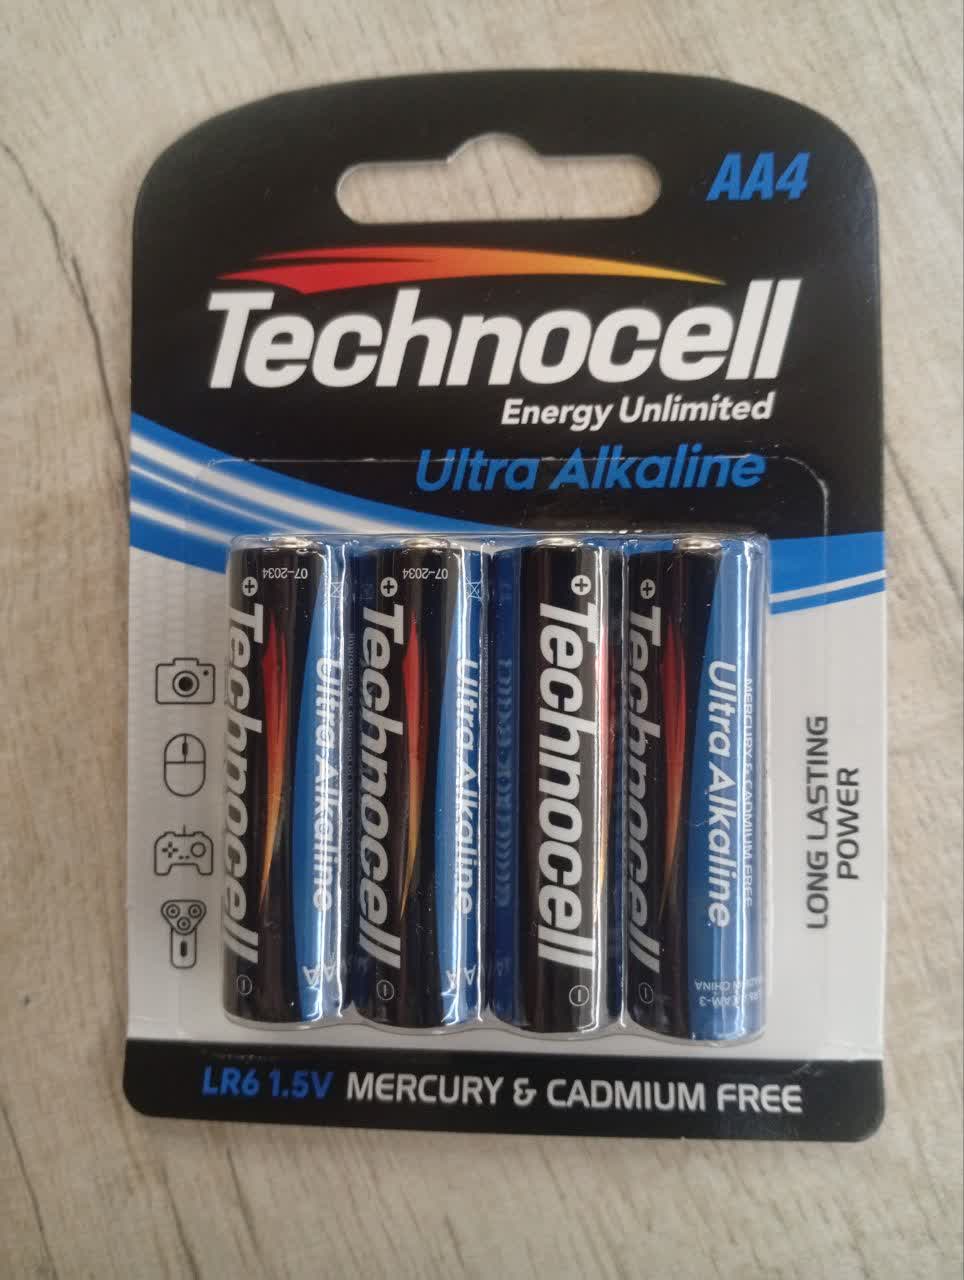 AA4
Technocell
Energy Unlimited
Ultra Alkaline
07-2034
07-2034
+
+
+
+
Technocell
Ultra Alkaline
AA
Technocell
Ultra Alkaline
AA
Technocell
Technocell
Ultra Alkaline
MERCURY & CADMIUM FREE
CHINA
LONG LASTING
POWER
LR6 1.5V MERCURY & CADMIUM FREE